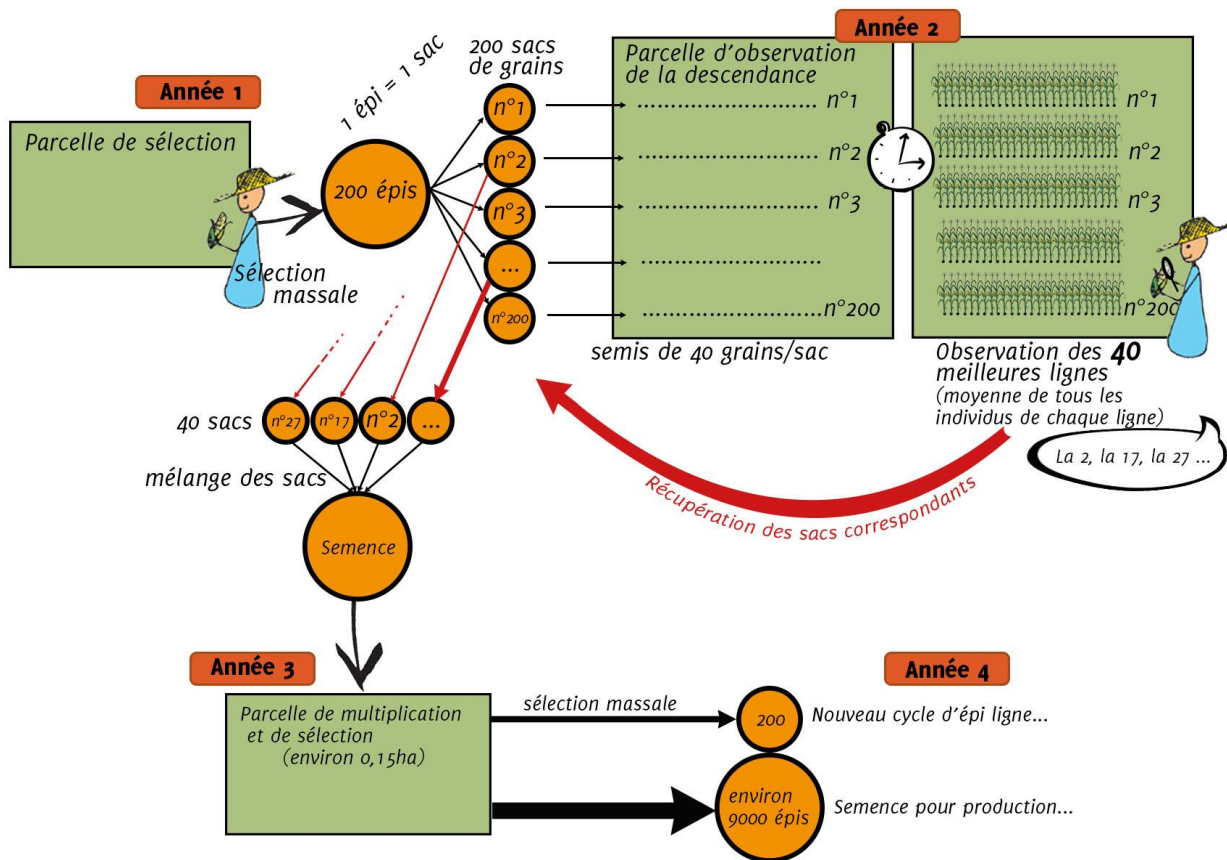 Année 1
Parcelle de sélection
Sélection
massale
1 épi = 1 sac
200 épis
200 sacs
de grains
n°1
n°2
n°3
...
n°200
Année 2
Parcelle d'observation
de la descendance
............................ n°1
............................ n°2
............................ n°3
............................
............................ n°200
semis de 40 grains/sac
n°1
n°2
n°3
n°200
Observation des 40
meilleures lignes
(moyenne de tous les
individus de chaque ligne)
La 2, la 17, la 27 ...
Récupération des sacs correspondants
40 sacs
n°27
n°17
n°2
...
mélange des sacs
Semence
Année 3
Parcelle de multiplication
et de sélection
(environ 0,15ha)
sélection massale
Année 4
200
Nouveau cycle d'épi ligne...
environ
9000 épis
Semence pour production...